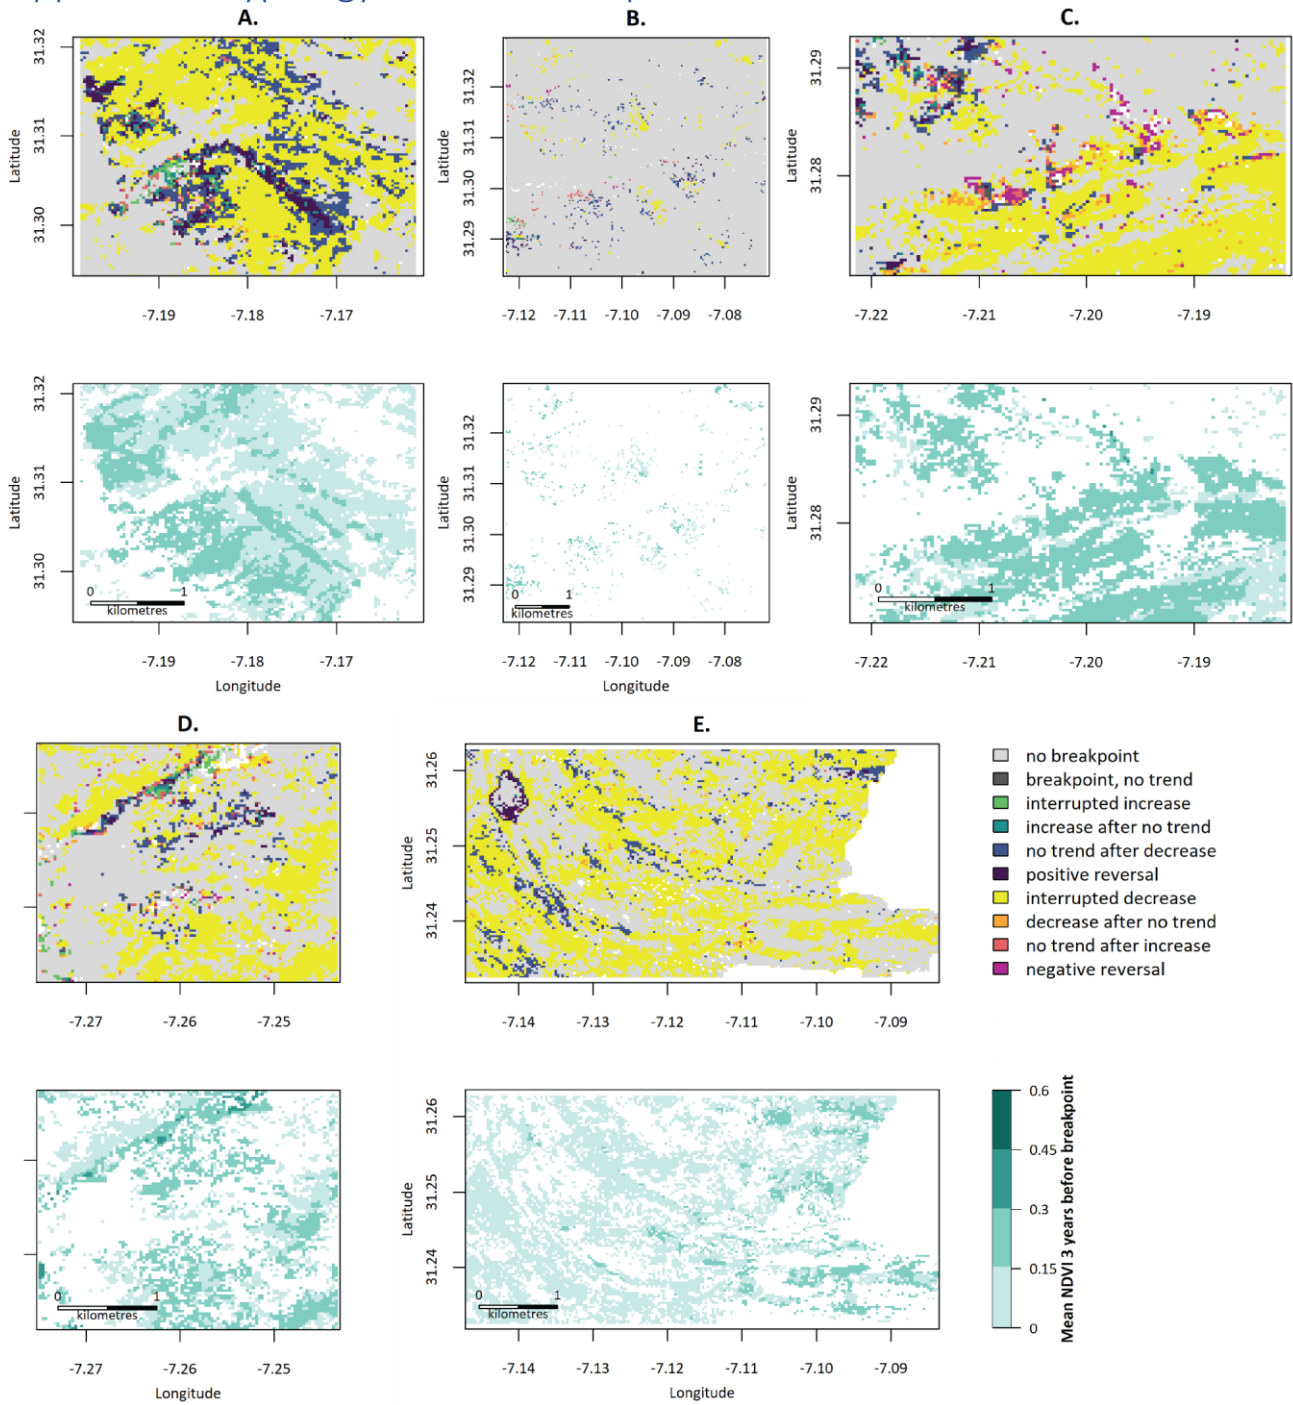 A.
B.
C.
31.32
31.31
31.30
Latitude
-7.19 -7.18 -7.17
31.32
31.31
31.30
31.29
Latitude
-7.12 -7.11 -7.10 -7.09 -7.08
31.29
31.28
Latitude
-7.22 -7.21 -7.20 -7.19
31.32
31.31
31.30
Latitude
0 1
kilometres
-7.19 -7.18 -7.17
Longitude
31.32
31.31
31.30
31.29
Latitude
0 1
kilometres
-7.12 -7.11 -7.10 -7.09 -7.08
Longitude
31.29
31.28
Latitude
0 1
kilometres
-7.22 -7.21 -7.20 -7.19
D.
E.
-7.27 -7.26 -7.25
31.26
31.25
31.24
Latitude
-7.14 -7.13 -7.12 -7.11 -7.10 -7.09
no breakpoint
breakpoint, no trend
interrupted increase
increase after no trend
no trend after decrease
positive reversal
interrupted decrease
decrease after no trend
no trend after increase
negative reversal
0 1
kilometres
-7.27 -7.26 -7.25
Longitude
31.26
31.25
31.24
Latitude
0 1
kilometres
-7.14 -7.13 -7.12 -7.11 -7.10 -7.09
Longitude
0.6
0.45
0.3
0.15
0
Mean NDVI 3 years before breakpoint